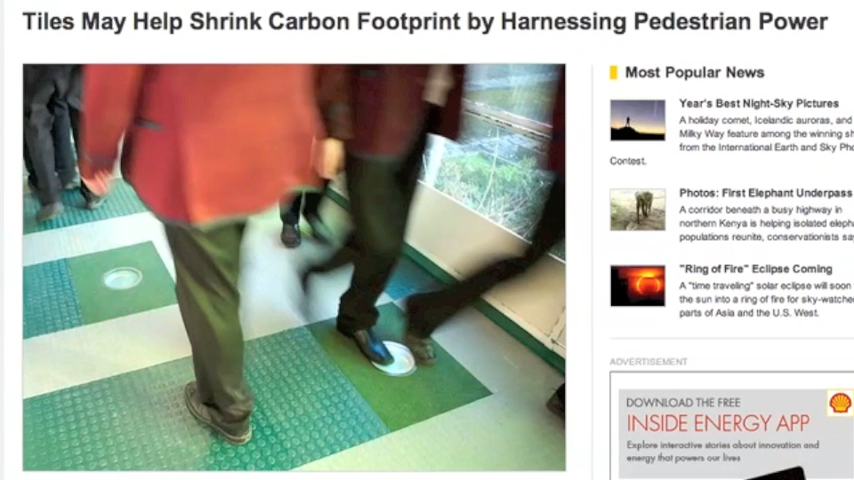 Tiles May Help Shrink Carbon Footprint by Harnessing Pedestrian Power
Most Popular News
Year's Best Night-Sky Pictures
A holiday comet, Icelandic auroras, and
Milky Way feature among the winning
from the International Earth and Sky
Contest.
Photos: First Elephant Underpass
A corridor beneath a busy highway in
northern Kenya is helping isolated
populations reunite, conservationists
"Ring of Fire" Eclipse Coming
A "time traveling" solar eclipse will soon
the sun into a ring of fire for
parts of Asia and the U.S. West.
ADVERTISEMENT
DOWNLOAD THE FREE
INSIDE ENERGY APP
Explore interactive stories about innovation and
energy that powers our lives